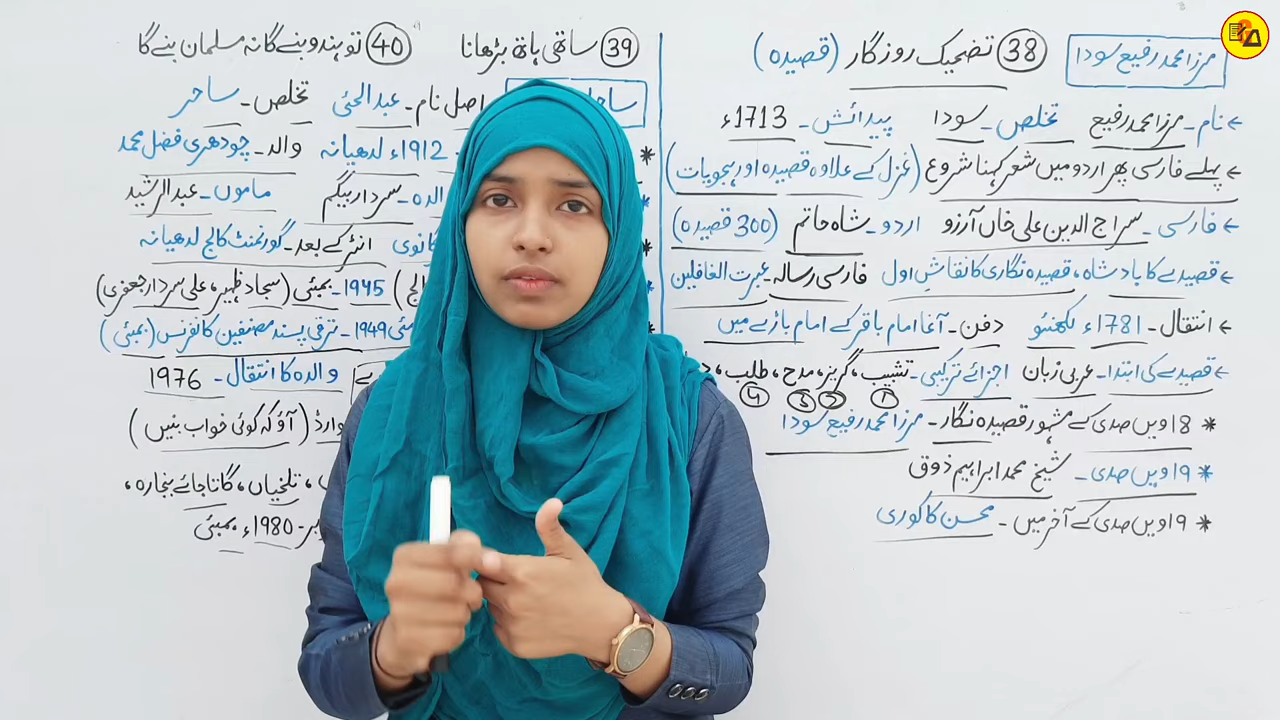 مرزا محمد رفیع سودا
38 تضحیک روزگار (قصیدہ)
نام۔ مرزا محمد رفیع تخلص۔ سودا پیدائش۔ 1713ء
پہلے فارسی پھر اردو میں شعر کہنا شروع (غزل کے علاوہ قصیدہ اور ہجویات)
فارسی۔ سراج الدین علی خاں آرزو اردو۔ شاہ حاتم (300 قصیدہ)
قصیدے کا بادشاہ، قصیدہ نگاری کا نقاشِ اول فارسی رسالہ۔ عبرت الغافلین
انتقال۔ 1781ء لکھنئو دفن۔ آغا امام باقر کے امام باڑے میں
قصیدے کی ابتدا۔ عربی زبان اجزائے ترکیبی۔ تشبیب، گریز، مدح، طلب،
* 18ویں صدی کے مشہور قصیدہ نگار۔ مرزا محمد رفیع سودا
* 19ویں صدی۔ شیخ محمد ابراہیم ذوق
* 19ویں صدی کے آخر میں۔ محسن کاکوری
39 ساتھی ہاتھ بڑھانا 40 تو ہندو بنے گا نہ مسلمان بنے گا
اصل نام۔ عبدالحئی تخلص۔ ساحر
* 1912ء لدھیانہ والد۔ چودھری فضل محمد
سردار بیگم ماموں۔ عبدالرشید
انٹر کے بعد۔ گورنمنٹ کالج لدھیانہ
1945۔ بمبئی (سجاد ظہیر، علی سردار جعفری)
1949۔ ترقی پسند مصنفین کانفرنس (بمبئی)
والدہ کا انتقال۔ 1976
(آؤ کہ کوئی خواب بنیں)
تلخیاں، گاتا جائے بنجارہ،
1980ء بمبئی